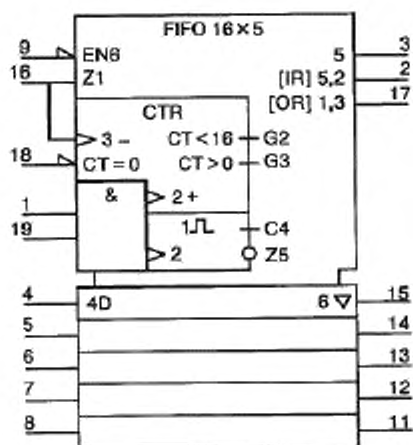 FIFO 16×5
9 EN6 5 3
16 Z1 [IR] 5,2 2
[OR] 1,3 17
CTR
3 − CT<16 G2
18 CT=0 CT>0 G3
&
1 2+
19 1⎍ C4
2 Z5
4 4D 6▽ 15
5 14
6 13
7 12
8 11